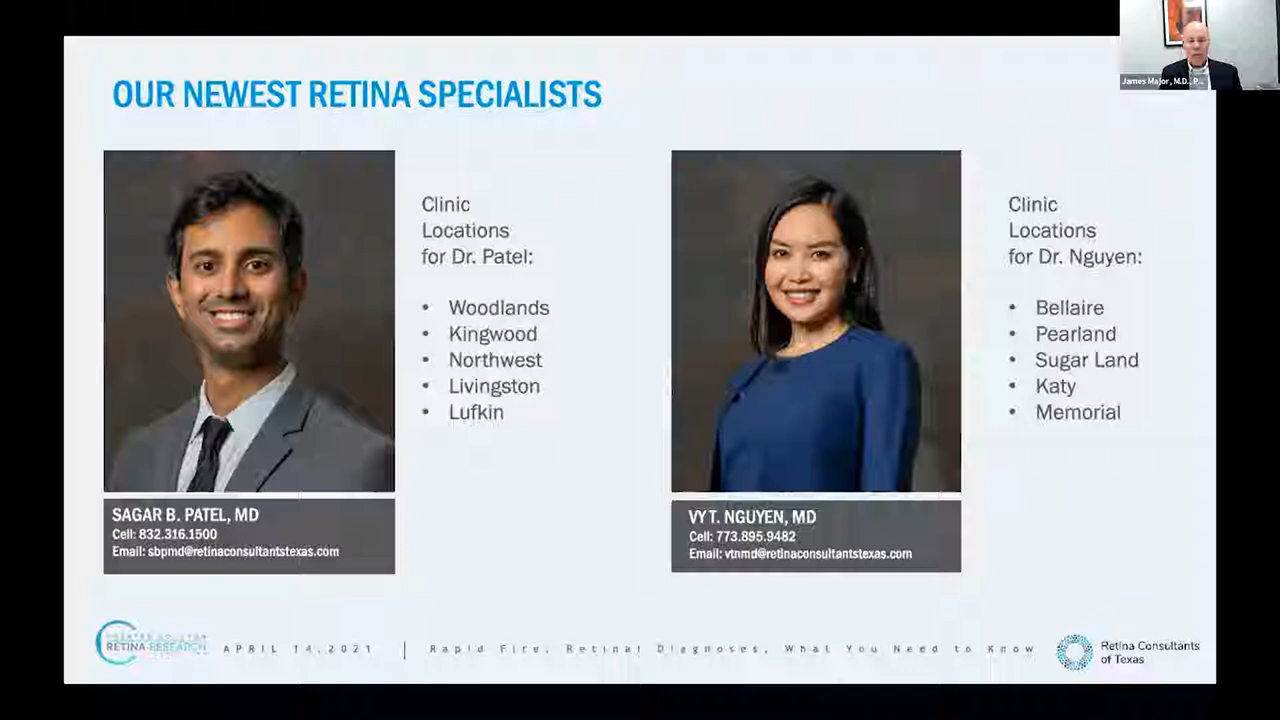 James Major, M.D., P...
OUR NEWEST RETINA SPECIALISTS
Clinic
Locations
for Dr. Patel:
• Woodlands
• Kingwood
• Northwest
• Livingston
• Lufkin
SAGAR B. PATEL, MD
Cell: 832.316.1500
Email: sbpmd@retinaconsultantstexas.com
Clinic
Locations
for Dr. Nguyen:
• Bellaire
• Pearland
• Sugar Land
• Katy
• Memorial
VY T. NGUYEN, MD
Cell: 773.895.9482
Email: vtnmd@retinaconsultantstexas.com
GREATER HOUSTON
RETINA RESEARCH
APRIL 14, 2021 | Rapid Fire, Retinal Diagnoses, What You Need to Know
Retina Consultants
of Texas